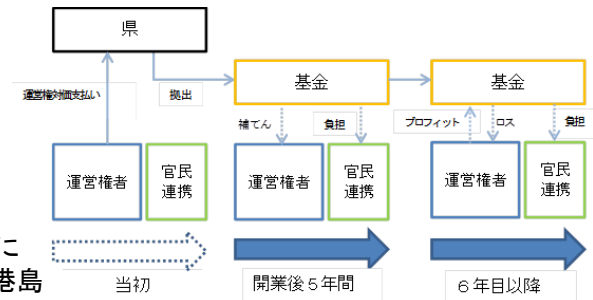 県
基金
基金
運営権対価支払い
拠出
補てん
負担
プロフィット
ロス
負担
運営権者
官民
連携
運営権者
官民
連携
運営権者
官民
連携
に
港島
当初
開業後5年間
6年目以降